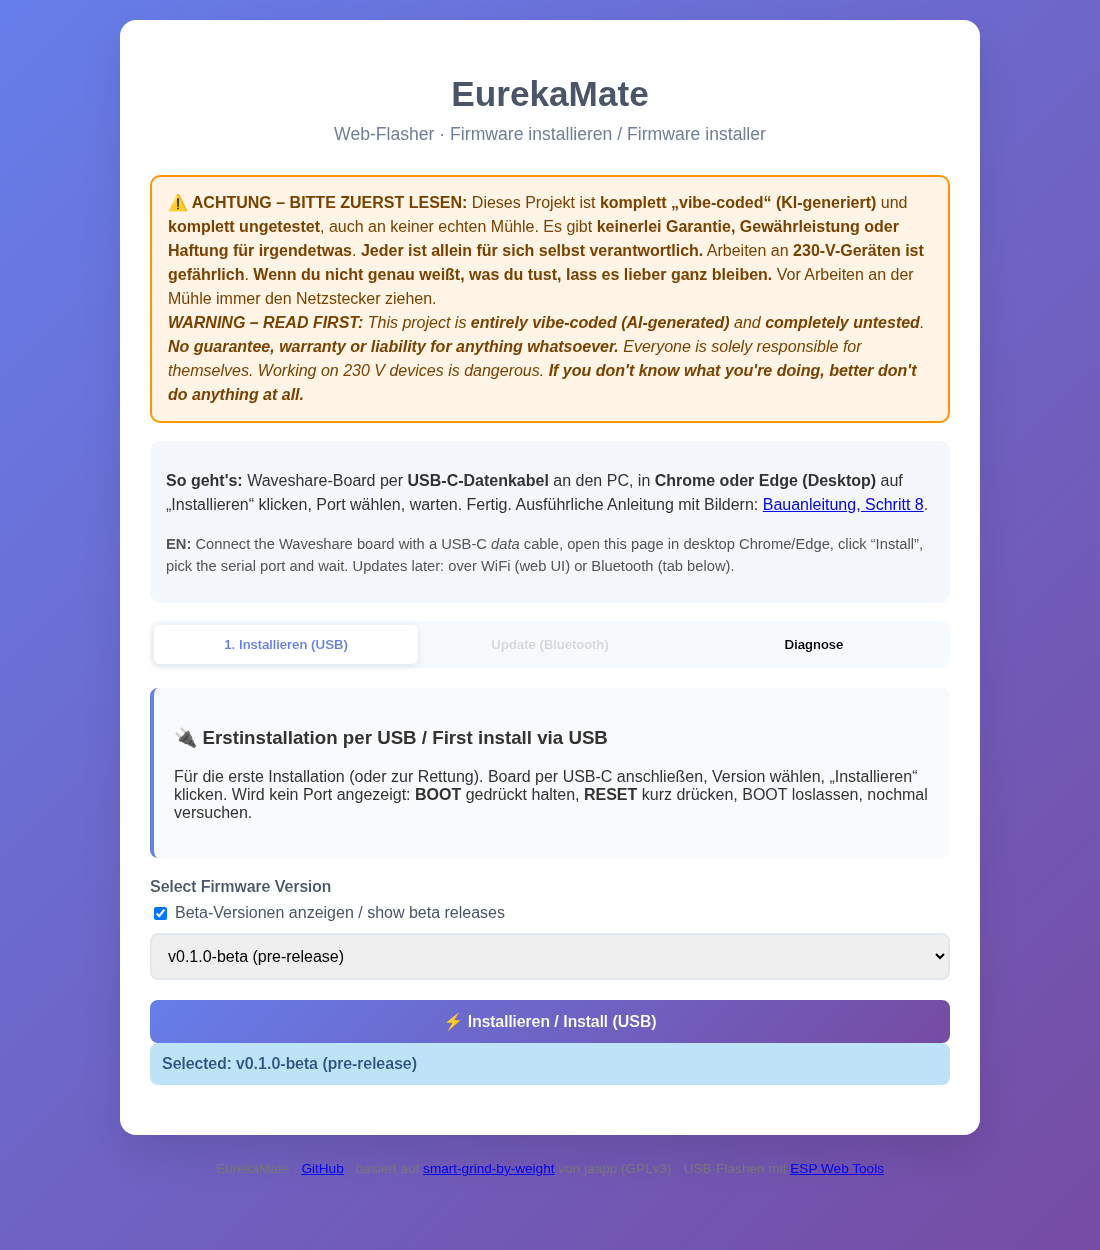 EurekaMate
Web-Flasher · Firmware installieren / Firmware installer
⚠️ ACHTUNG – BITTE ZUERST LESEN: Dieses Projekt ist komplett „vibe-coded“ (KI-generiert) und
komplett ungetestet, auch an keiner echten Mühle. Es gibt keinerlei Garantie, Gewährleistung oder
Haftung für irgendetwas. Jeder ist allein für sich selbst verantwortlich. Arbeiten an 230-V-Geräten ist
gefährlich. Wenn du nicht genau weißt, was du tust, lass es lieber ganz bleiben. Vor Arbeiten an der
Mühle immer den Netzstecker ziehen.
WARNING – READ FIRST: This project is entirely vibe-coded (AI-generated) and completely untested.
No guarantee, warranty or liability for anything whatsoever. Everyone is solely responsible for
themselves. Working on 230 V devices is dangerous. If you don't know what you're doing, better don't
do anything at all.
So geht's: Waveshare-Board per USB-C-Datenkabel an den PC, in Chrome oder Edge (Desktop) auf
„Installieren“ klicken, Port wählen, warten. Fertig. Ausführliche Anleitung mit Bildern: Bauanleitung, Schritt 8.
EN: Connect the Waveshare board with a USB-C data cable, open this page in desktop Chrome/Edge, click “Install”,
pick the serial port and wait. Updates later: over WiFi (web UI) or Bluetooth (tab below).
1. Installieren (USB)
Update (Bluetooth)
Diagnose
🔌 Erstinstallation per USB / First install via USB
Für die erste Installation (oder zur Rettung). Board per USB-C anschließen, Version wählen, „Installieren“
klicken. Wird kein Port angezeigt: BOOT gedrückt halten, RESET kurz drücken, BOOT loslassen, nochmal
versuchen.
Select Firmware Version
Beta-Versionen anzeigen / show beta releases
v0.1.0-beta (pre-release)
⚡ Installieren / Install (USB)
Selected: v0.1.0-beta (pre-release)
EurekaMate · GitHub · basiert auf smart-grind-by-weight von jaapp (GPLv3) · USB-Flashen mit ESP Web Tools